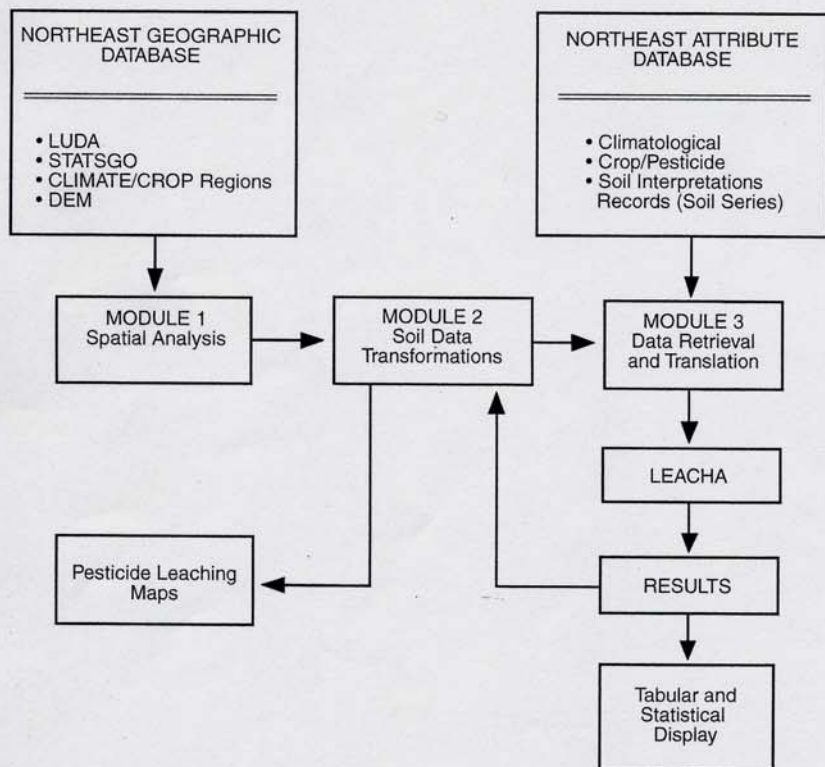 NORTHEAST GEOGRAPHIC
DATABASE
• LUDA
• STATSGO
• CLIMATE/CROP Regions
• DEM
NORTHEAST ATTRIBUTE
DATABASE
• Climatological
• Crop/Pesticide
• Soil Interpretations
Records (Soil Series)
MODULE 1
Spatial Analysis
MODULE 2
Soil Data
Transformations
MODULE 3
Data Retrieval
and Translation
LEACHA
Pesticide Leaching
Maps
RESULTS
Tabular and
Statistical
Display